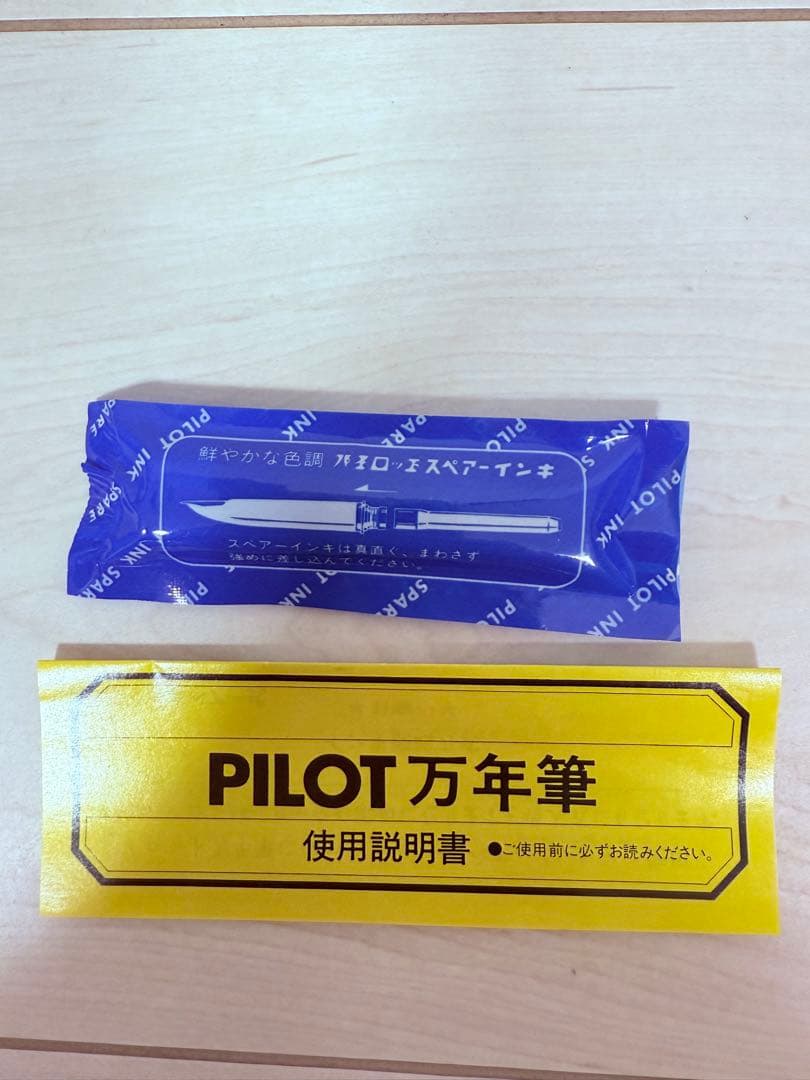 PILOT INK SPARE
鮮やかな色調 パイロットスペアーインキ
スペアーインキは真直ぐ、まわさず
強めに差し込んでください。
PILOT 万年筆
使用説明書 ●ご使用前に必ずお読みください。